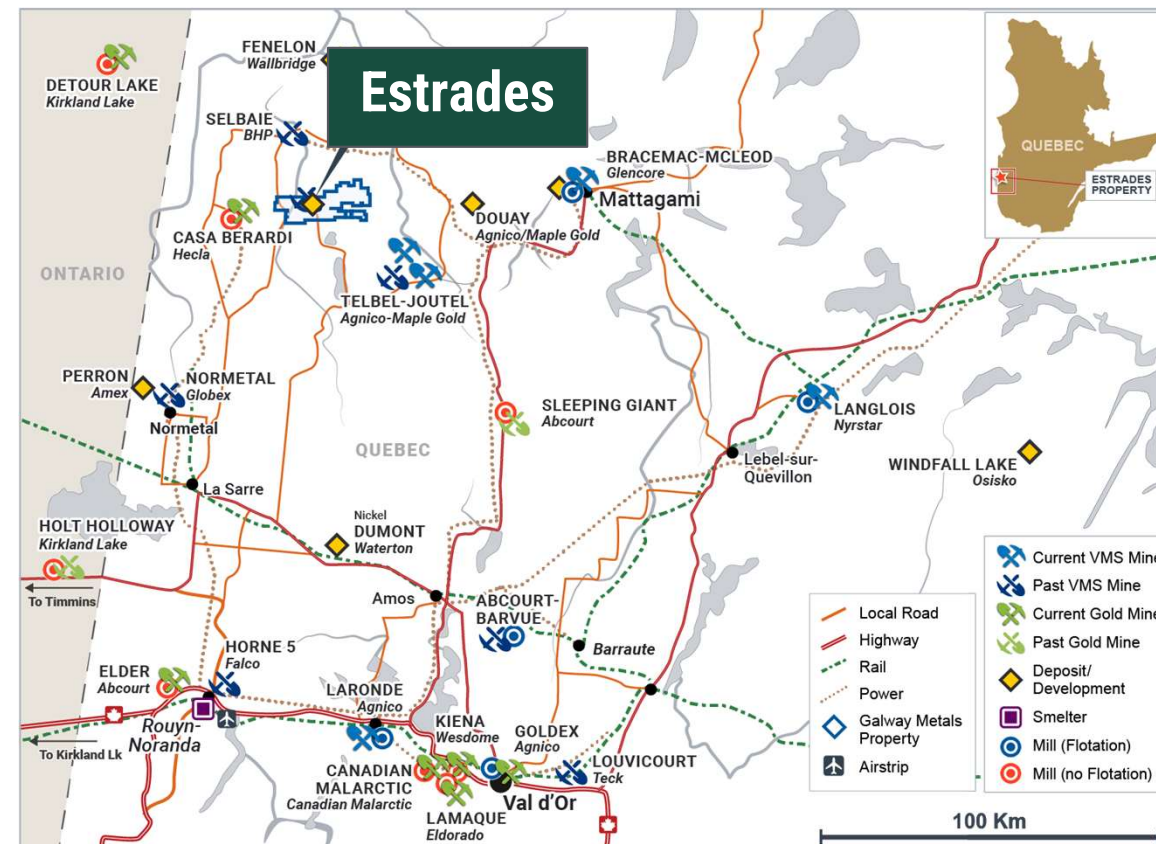 FENELON
Wallbridge
Estrades
DETOUR LAKE
Kirkland Lake
SELBAIE
BHP
BRACEMAC-MCLEOD
Glencore
Mattagami
QUEBEC
ESTRADES
PROPERTY
DOUAY
Agnico/Maple Gold
CASA BERARDI
Hecla
ONTARIO
TELBEL-JOUTEL
Agnico-Maple Gold
PERRON
Amex
NORMETAL
Globex
Normetal
SLEEPING GIANT
Abcourt
LANGLOIS
Nyrstar
QUEBEC
Lebel-sur-
Quevillon
WINDFALL LAKE
Osisko
La Sarre
Nickel
DUMONT
Waterton
HOLT HOLLOWAY
Kirkland Lake
To Timmins
Amos
ABCOURT-
BARVUE
Barraute
HORNE 5
Falco
ELDER
Abcourt
LARONDE
Agnico
Rouyn-
Noranda
KIENA
Wesdome
GOLDEX
Agnico
LOUVICOURT
Teck
To Kirkland Lk
CANADIAN
MALARCTIC
Canadian Malarctic
Val d'Or
LAMAQUE
Eldorado
Local Road
Highway
Rail
Power
Galway Metals
Property
Airstrip
Current VMS Mine
Past VMS Mine
Current Gold Mine
Past Gold Mine
Deposit/
Development
Smelter
Mill (Flotation)
Mill (no Flotation)
100 Km